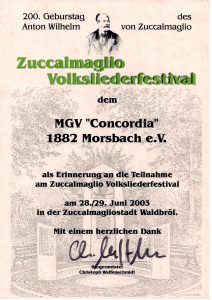 200. Geburstag des
Anton Wilhelm von Zuccalmaglio
Zuccalmaglio
Volksliederfestival
dem
MGV "Concordia"
1882 Morsbach e.V.
als Erinnerung an die Teilnahme
am Zuccalmaglio Volksliederfestival
am 28./29. Juni 2003
in der Zuccalmagliostadt Waldbröl.
Mit einem herzlichen Dank
Bürgermeister
Christoph Waffenschmidt